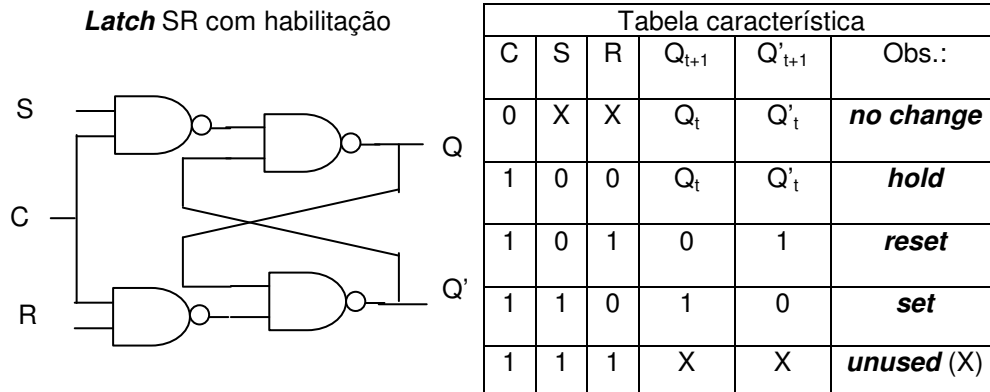 Latch SR com habilitação
S
C
R
Q
Q'
Tabela característica
C S R Qt+1 Q't+1 Obs.:
0 X X Qt Q't no change
1 0 0 Qt Q't hold
1 0 1 0 1 reset
1 1 0 1 0 set
1 1 1 X X unused (X)